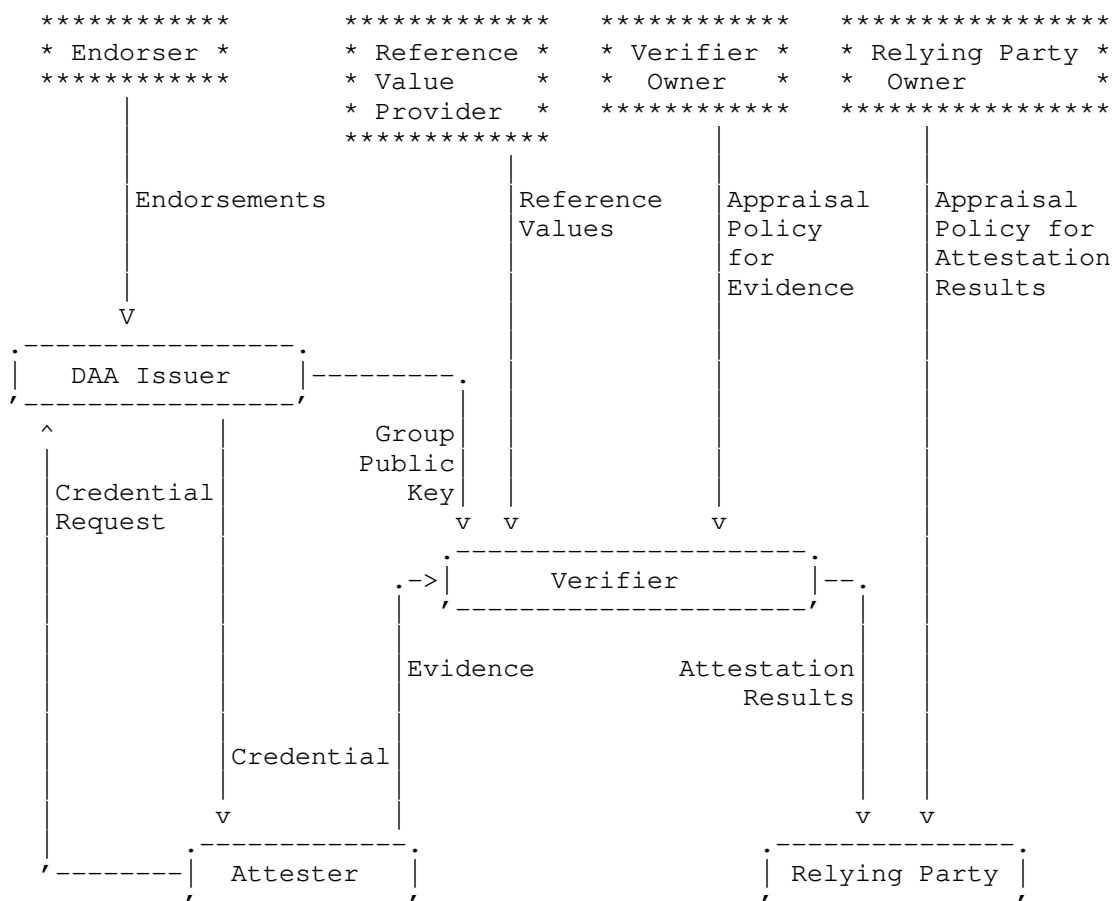 ************ ************* ************ *****************
* Endorser * * Reference * * Verifier * * Relying Party *
************ * Value * * Owner * * Owner *
* Provider * ************ *****************
*************
Endorsements Reference Appraisal Appraisal
Values Policy Policy for
for Attestation
Evidence Results
V
DAA Issuer
^ Group
Public
Credential Key
Request v v v
.-> Verifier --.
Evidence Attestation
Results
Credential
v v v
Attester Relying Party